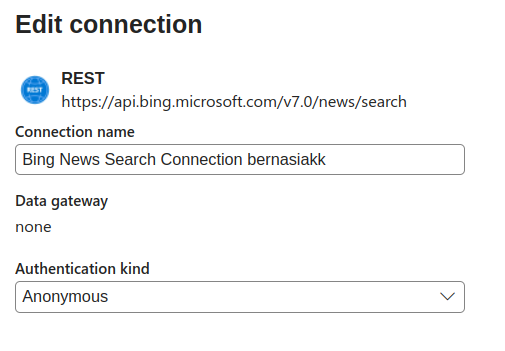 Edit connection
REST
REST
https://api.bing.microsoft.com/v7.0/news/search
Connection name
Bing News Search Connection bernasiakk
Data gateway
none
Authentication kind
Anonymous